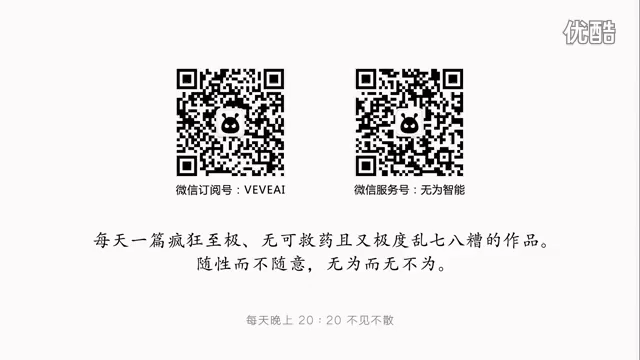 优酷
微信订阅号：VEVEAI
微信服务号：无为智能
每天一篇疯狂至极、无可救药且又极度乱七八糟的作品。
随性而不随意，无为而无不为。
每天晚上 20：20 不见不散